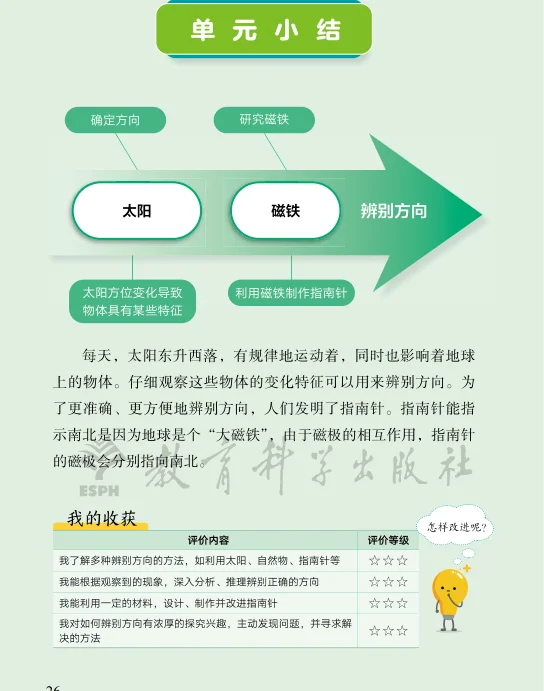 单元小结
确定方向
研究磁铁
太阳
磁铁
辨别方向
太阳方位变化导致
物体具有某些特征
利用磁铁制作指南针
每天，太阳东升西落，有规律地运动着，同时也影响着地球
上的物体。仔细观察这些物体的变化特征可以用来辨别方向。为
了更准确、更方便地辨别方向，人们发明了指南针。指南针能指
示南北是因为地球是个“大磁铁”，由于磁极的相互作用，指南针
的磁极会分别指向南北。
ESPH
教育科学出版社
我的收获
怎样改进呢？
评价内容 评价等级
我了解多种辨别方向的方法，如利用太阳、自然物、指南针等 ☆☆☆
我能根据观察到的现象，深入分析、推理辨别正确的方向 ☆☆☆
我能利用一定的材料，设计、制作并改进指南针 ☆☆☆
我对如何辨别方向有浓厚的探究兴趣，主动发现问题，并寻求解
决的方法 ☆☆☆
26